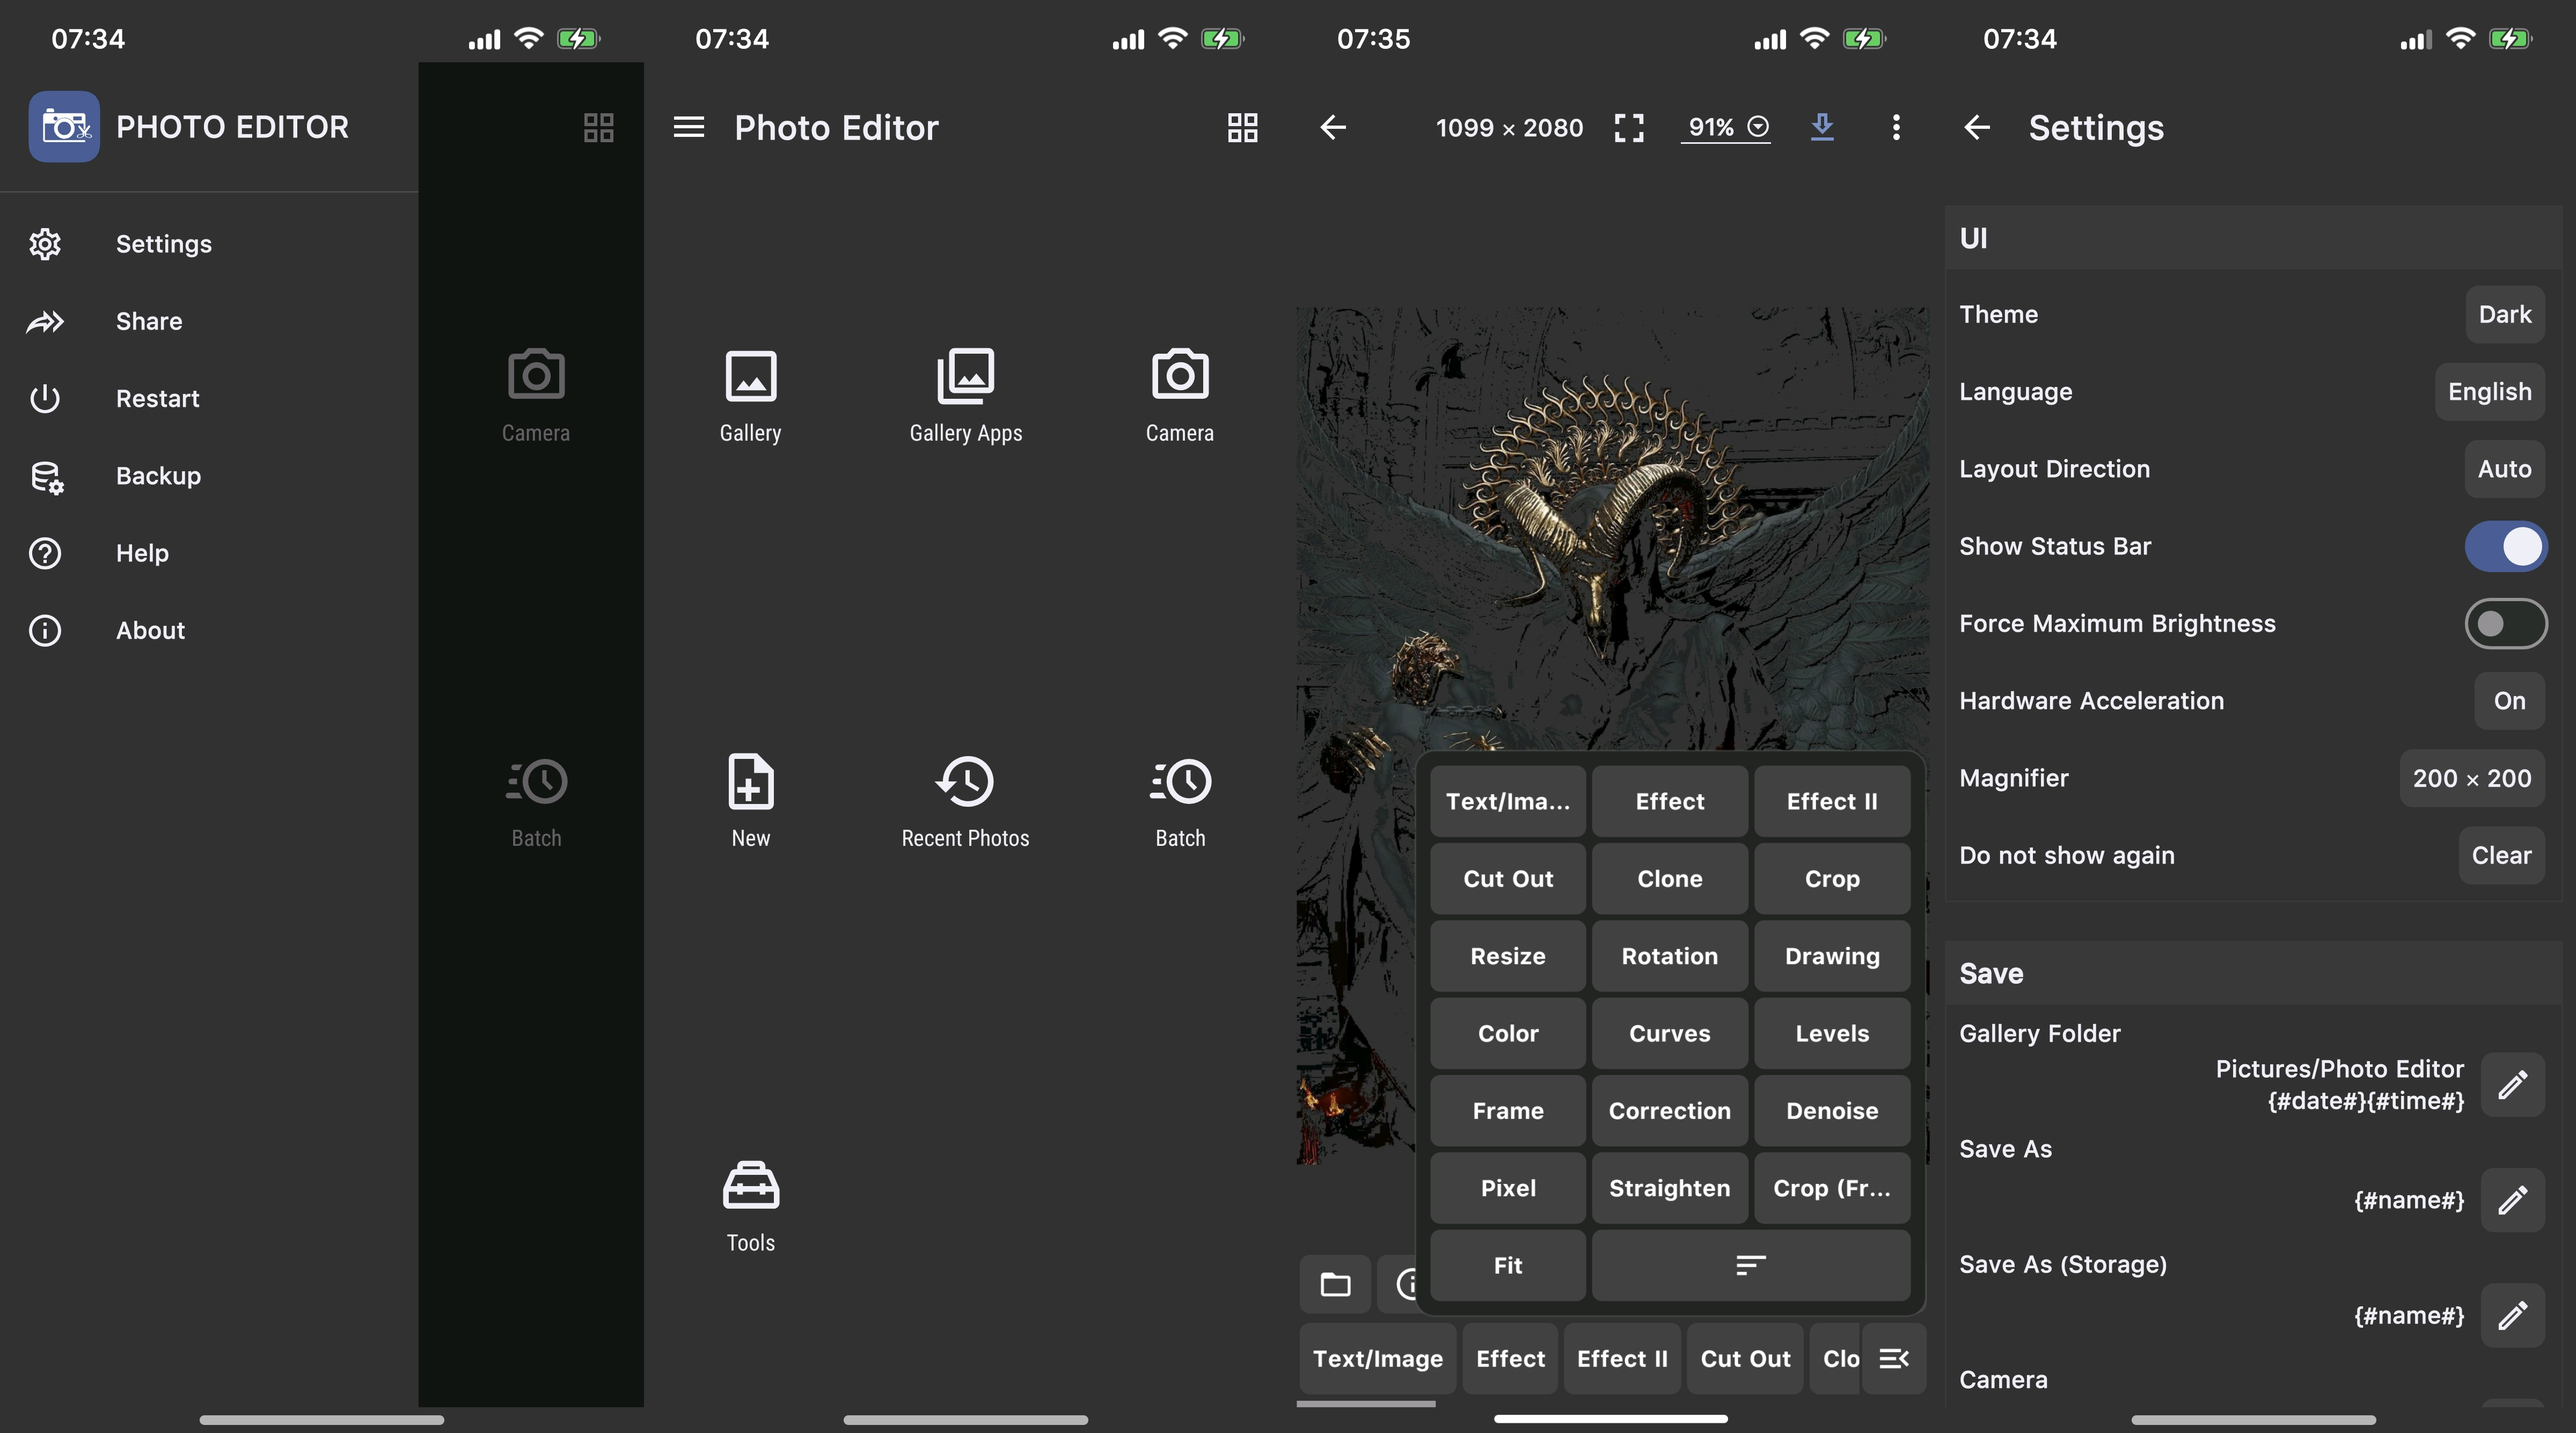 07:34
PHOTO EDITOR
Settings
Share
Restart
Backup
Help
About
Camera
Batch
07:34
Photo Editor
Gallery
Gallery Apps
Camera
New
Recent Photos
Batch
Tools
07:35
1099 × 2080
91%
Text/Ima...
Effect
Effect II
Cut Out
Clone
Crop
Resize
Rotation
Drawing
Color
Curves
Levels
Frame
Correction
Denoise
Pixel
Straighten
Crop (Fr...
Fit
Text/Image
Effect
Effect II
Cut Out
Clo
07:34
Settings
UI
Theme
Dark
Language
English
Layout Direction
Auto
Show Status Bar
Force Maximum Brightness
Hardware Acceleration
On
Magnifier
200 × 200
Do not show again
Clear
Save
Gallery Folder
Pictures/Photo Editor
{#date#}{#time#}
Save As
{#name#}
Save As (Storage)
{#name#}
Camera